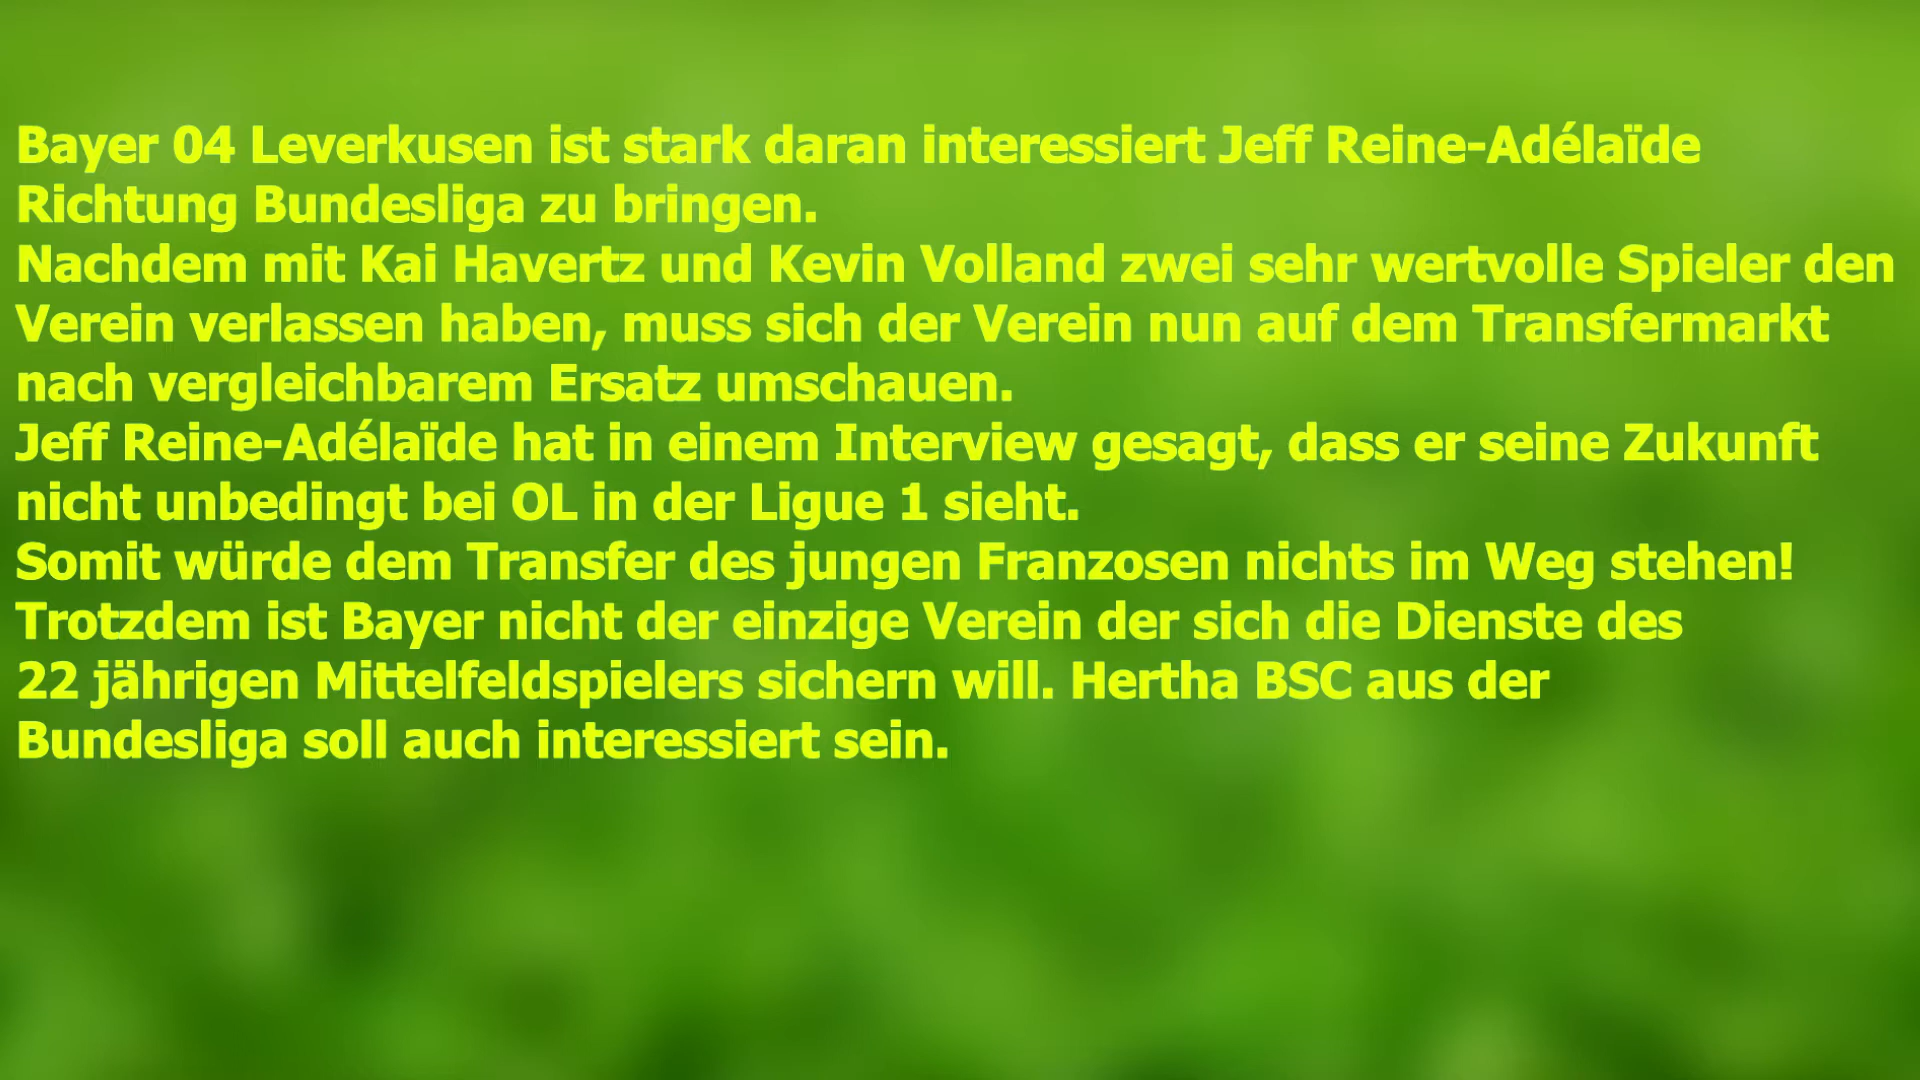 Bayer 04 Leverkusen ist stark daran interessiert Jeff Reine-Adélaïde
Richtung Bundesliga zu bringen.
Nachdem mit Kai Havertz und Kevin Volland zwei sehr wertvolle Spieler den
Verein verlassen haben, muss sich der Verein nun auf dem Transfermarkt
nach vergleichbarem Ersatz umschauen.
Jeff Reine-Adélaïde hat in einem Interview gesagt, dass er seine Zukunft
nicht unbedingt bei OL in der Ligue 1 sieht.
Somit würde dem Transfer des jungen Franzosen nichts im Weg stehen!
Trotzdem ist Bayer nicht der einzige Verein der sich die Dienste des
22 jährigen Mittelfeldspielers sichern will. Hertha BSC aus der
Bundesliga soll auch interessiert sein.